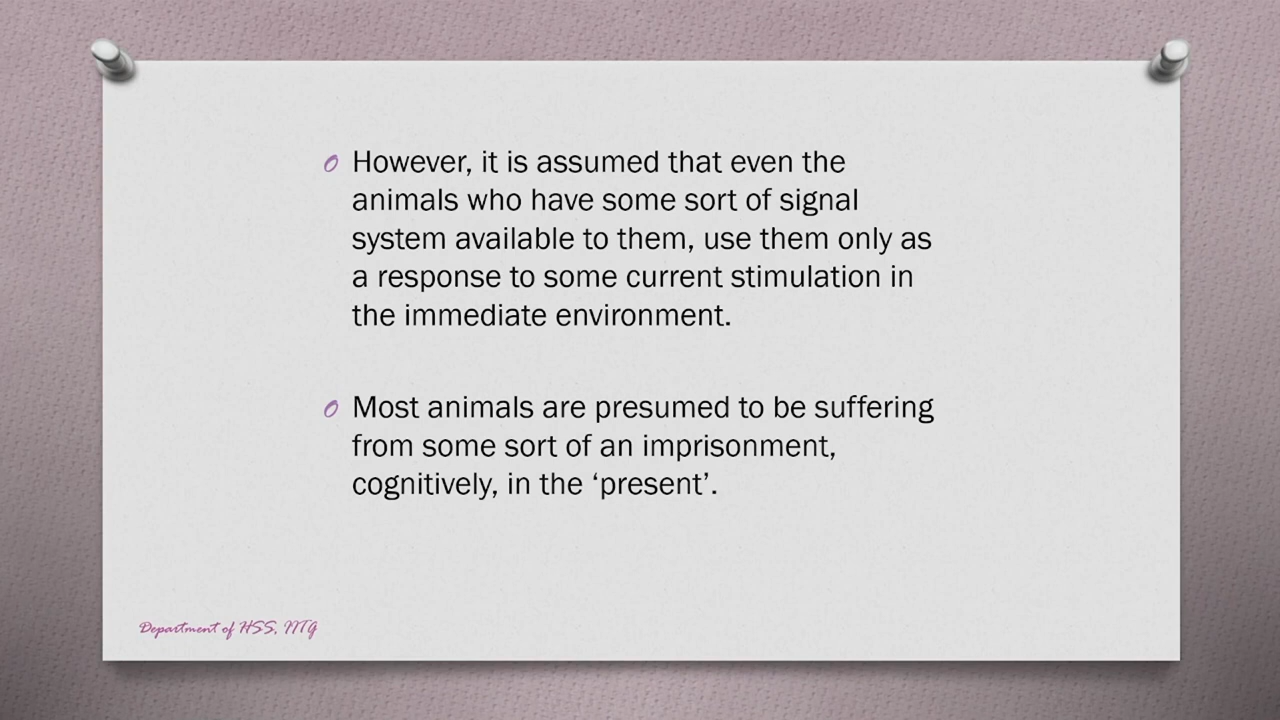 However, it is assumed that even the
animals who have some sort of signal
system available to them, use them only as
a response to some current stimulation in
the immediate environment.
Most animals are presumed to be suffering
from some sort of an imprisonment,
cognitively, in the ‘present’.
Department of HSS, IITG